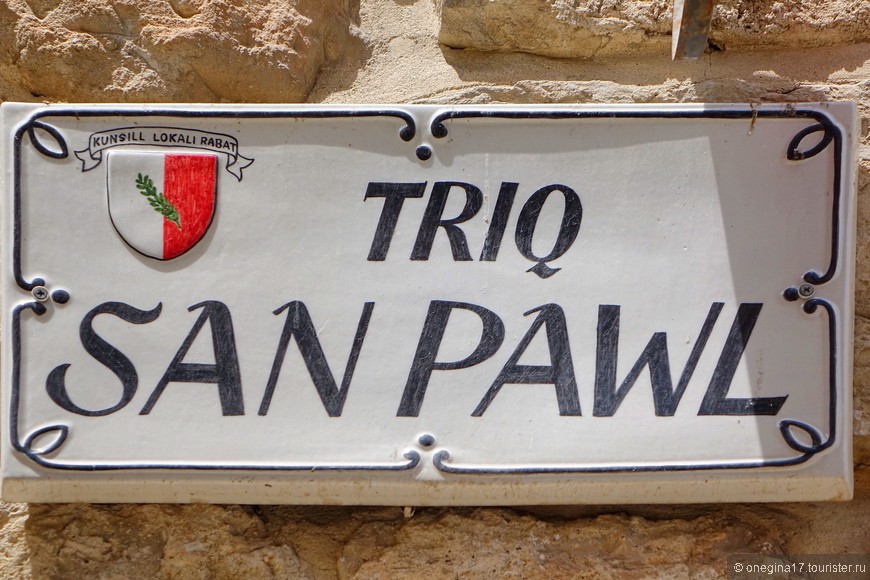 KUNSILL LOKALI RABAT
TRIQ
SAN PAWL
© onegina17.tourister.ru